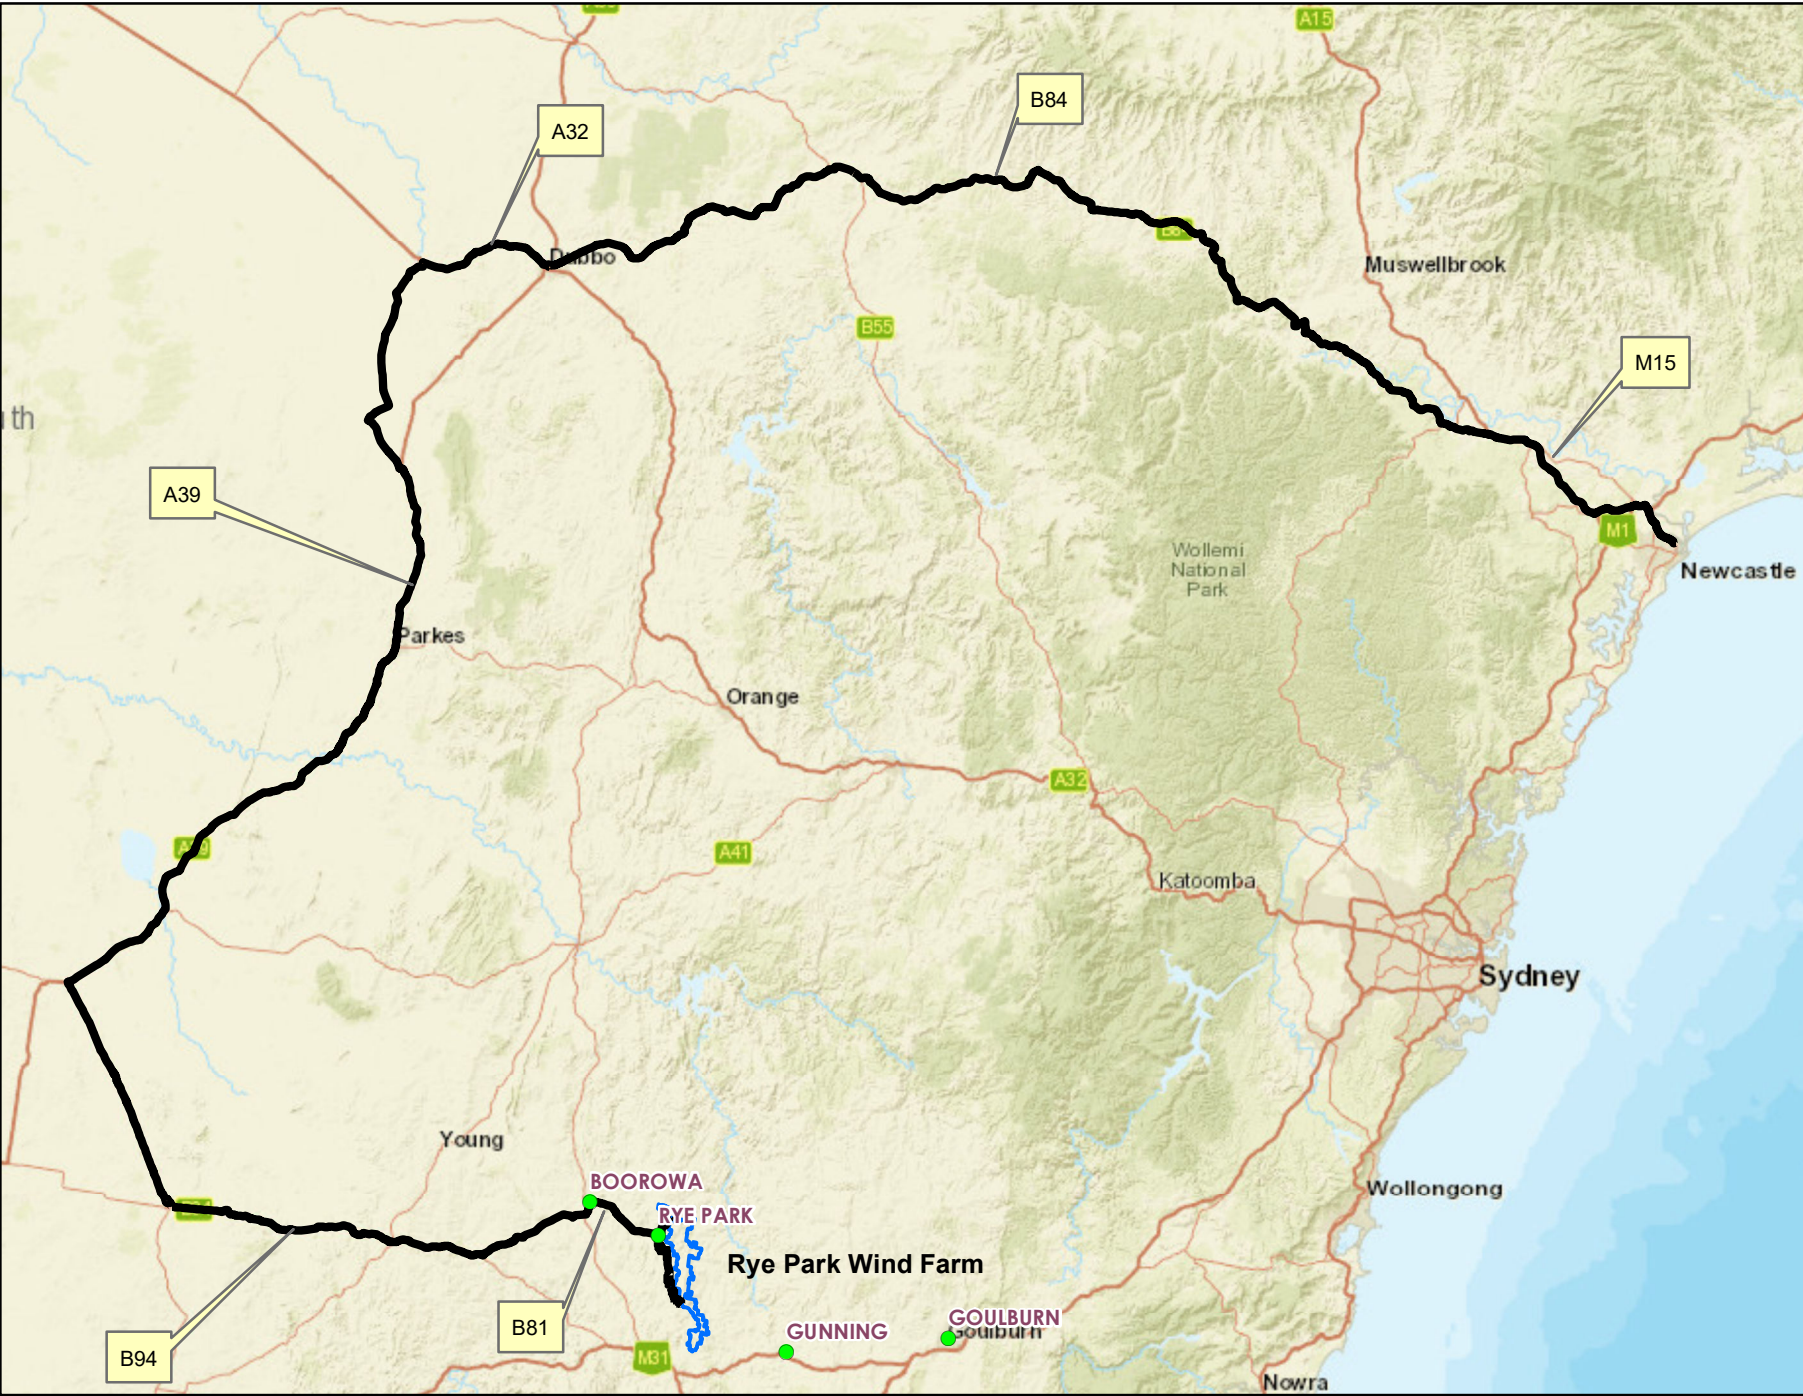 A15
B84
A32
Dubbo
Muswellbrook
B55
M15
A39
M1
Newcastle
Wollemi
National
Park
Parkes
Orange
A32
A41
Katoomba
Sydney
Young
BOOROWA
RYE PARK
Wollongong
Rye Park Wind Farm
B81
GOULBURN
Goulburn
GUNNING
B94
M31
Nowra